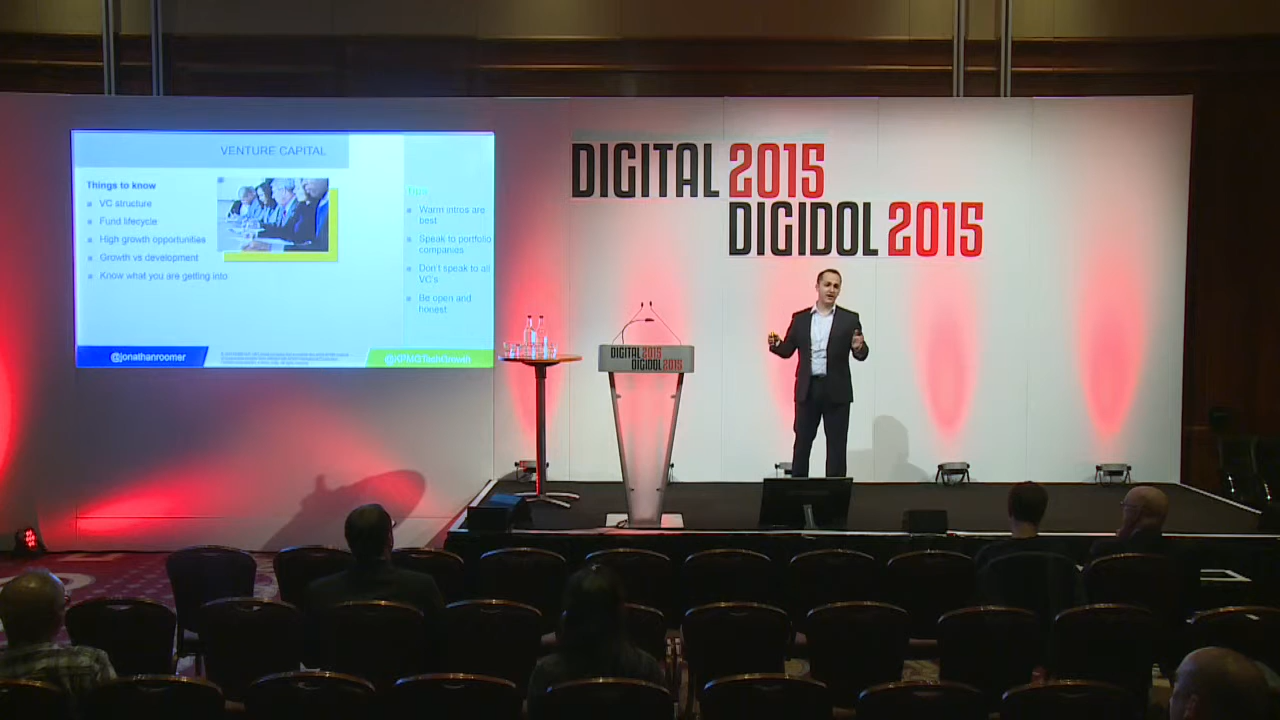 VENTURE CAPITAL
Things to know
VC structure
Fund lifecycle
High growth opportunities
Growth vs development
Know what you are getting into
Tips
Warm intros are
best
Speak to portfolio
companies
Don't speak to all
VC's
Be open and
honest
@jonathanroomer
@KPMGTechGrowth
DIGITAL 2015
DIGIDOL 2015
DIGITAL 2015
DIGIDOL 2015